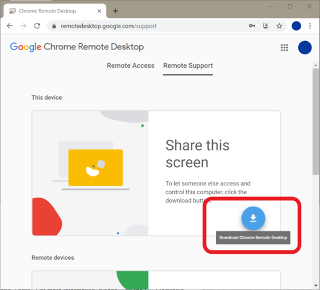 Chrome Remote Desktop
remotedesktop.google.com/support
Google Chrome Remote Desktop
Remote Access Remote Support
This device
Share this
screen
To let someone else access and
control this computer, click the
download button
Download Chrome Remote Desktop
Remote devices